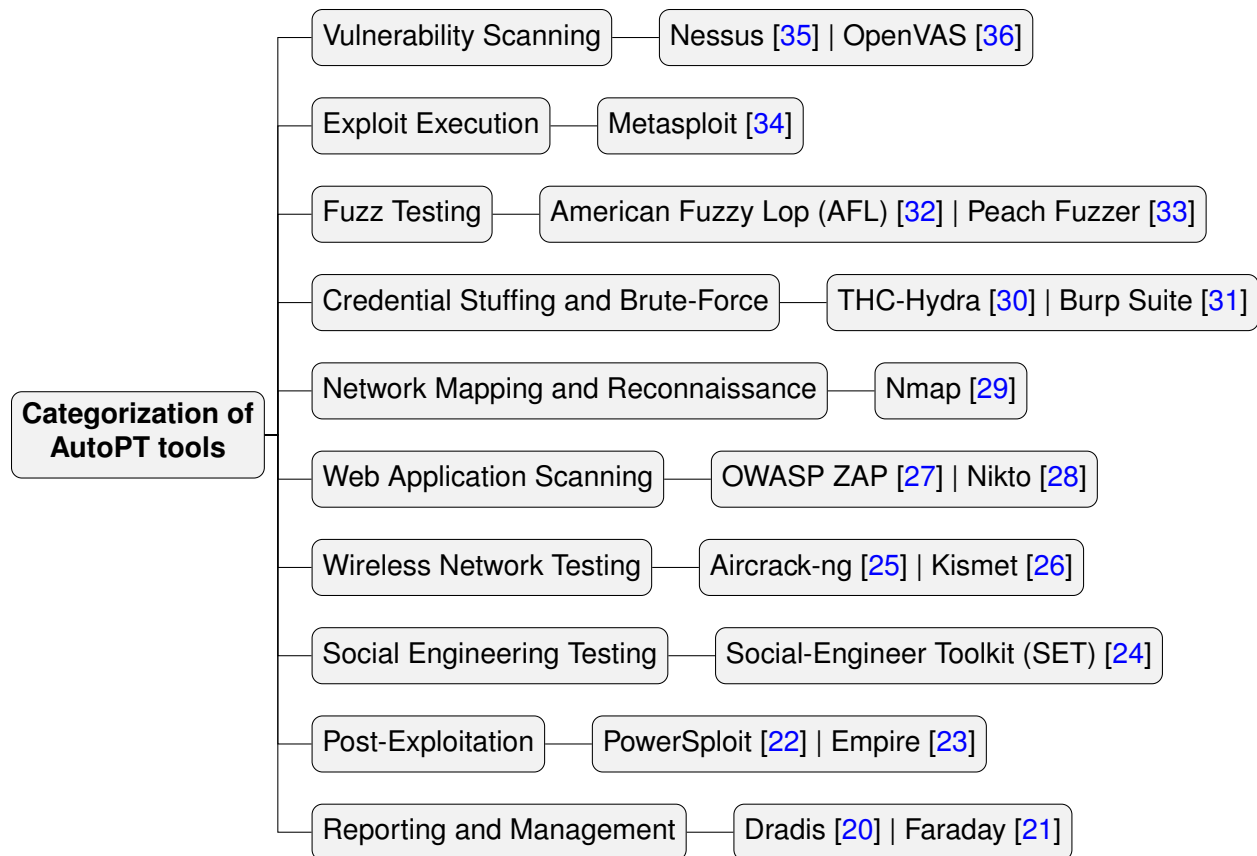 Vulnerability Scanning
Nessus [35] | OpenVAS [36]
Exploit Execution
Metasploit [34]
Fuzz Testing
American Fuzzy Lop (AFL) [32] | Peach Fuzzer [33]
Credential Stuffing and Brute-Force
THC-Hydra [30] | Burp Suite [31]
Network Mapping and Reconnaissance
Nmap [29]
Categorization of
AutoPT tools
Web Application Scanning
OWASP ZAP [27] | Nikto [28]
Wireless Network Testing
Aircrack-ng [25] | Kismet [26]
Social Engineering Testing
Social-Engineer Toolkit (SET) [24]
Post-Exploitation
PowerSploit [22] | Empire [23]
Reporting and Management
Dradis [20] | Faraday [21]